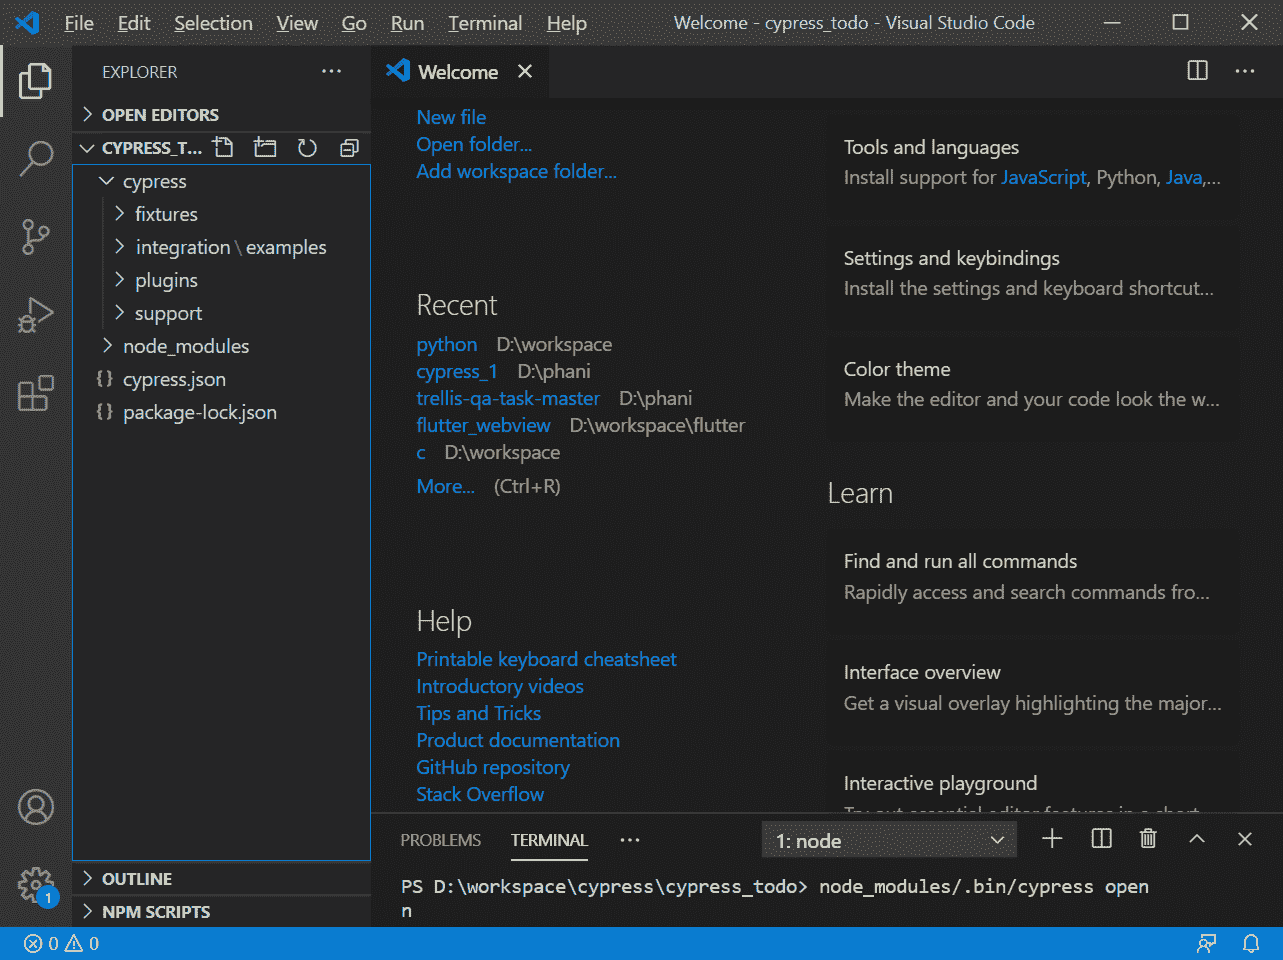 File Edit Selection View Go Run Terminal Help Welcome - cypress_todo - Visual Studio Code
EXPLORER
Welcome
OPEN EDITORS
CYPRESS_T...
cypress
fixtures
integration \ examples
plugins
support
node_modules
{} cypress.json
{} package-lock.json
OUTLINE
NPM SCRIPTS
1
New file
Open folder...
Add workspace folder...
Recent
python D:\workspace
cypress_1 D:\phani
trellis-qa-task-master D:\phani
flutter_webview D:\workspace\flutter
c D:\workspace
More... (Ctrl+R)
Help
Printable keyboard cheatsheet
Introductory videos
Tips and Tricks
Product documentation
GitHub repository
Stack Overflow
Tools and languages
Install support for JavaScript, Python, Java,...
Settings and keybindings
Install the settings and keyboard shortcut...
Color theme
Make the editor and your code look the w...
Learn
Find and run all commands
Rapidly access and search commands fro...
Interface overview
Get a visual overlay highlighting the major...
Interactive playground
Try out essential editor features in a short
PROBLEMS TERMINAL ... 1: node
PS D:\workspace\cypress\cypress_todo> node_modules/.bin/cypress open
n
0 0